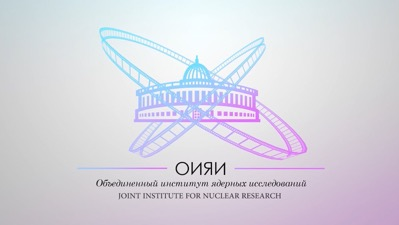 ОИЯИ
Объединенный институт ядерных исследований
JOINT INSTITUTE FOR NUCLEAR RESEARCH